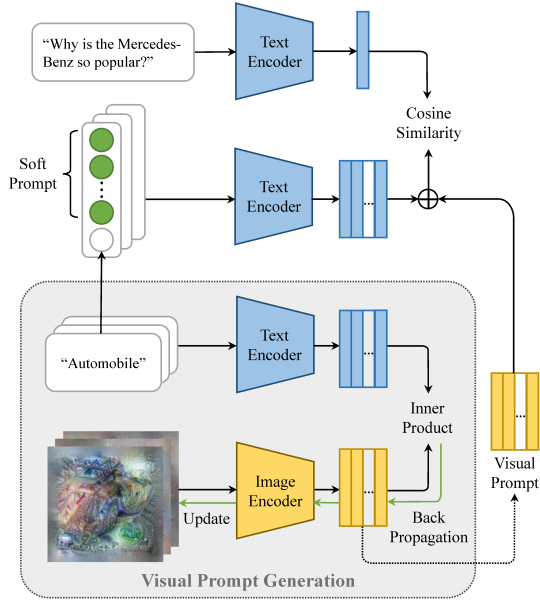 “Why is the Mercedes-
Benz so popular?”
Text
Encoder
Cosine
Similarity
Soft
Prompt
Text
Encoder
...
“Automobile”
Text
Encoder
...
Inner
Product
Image
Encoder
...
Update
Back
Propagation
...
Visual
Prompt
Visual Prompt Generation